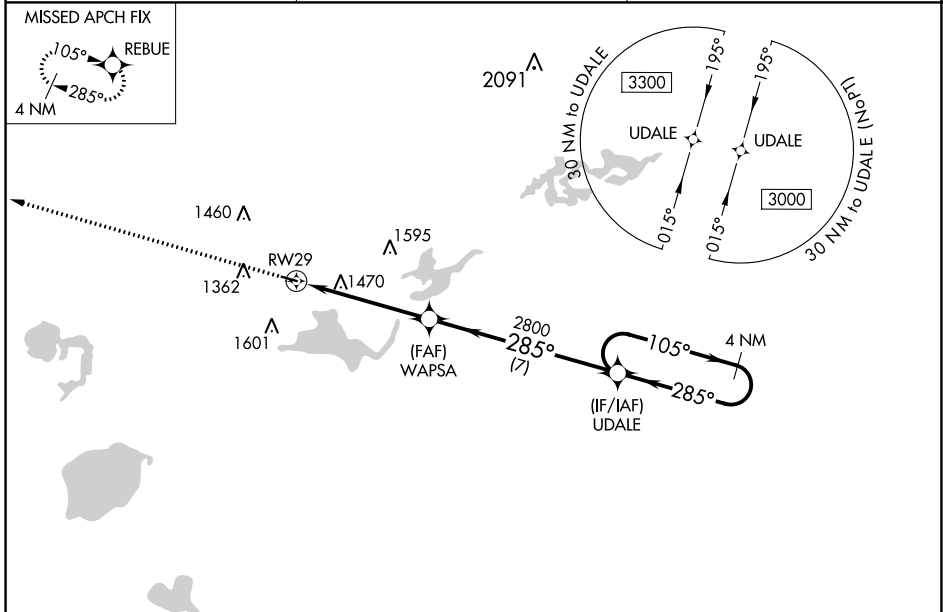 MISSED APCH FIX
105°
REBUE
285°
4 NM
2091
30 NM to UDALE
3300
195°
UDALE
015°
195°
UDALE
3000
015°
30 NM to UDALE (NoPT)
1460
1595
RW29
1362
1470
1601
(FAF)
WAPSA
2800
285°
(7)
105°
4 NM
285°
(IF/IAF)
UDALE